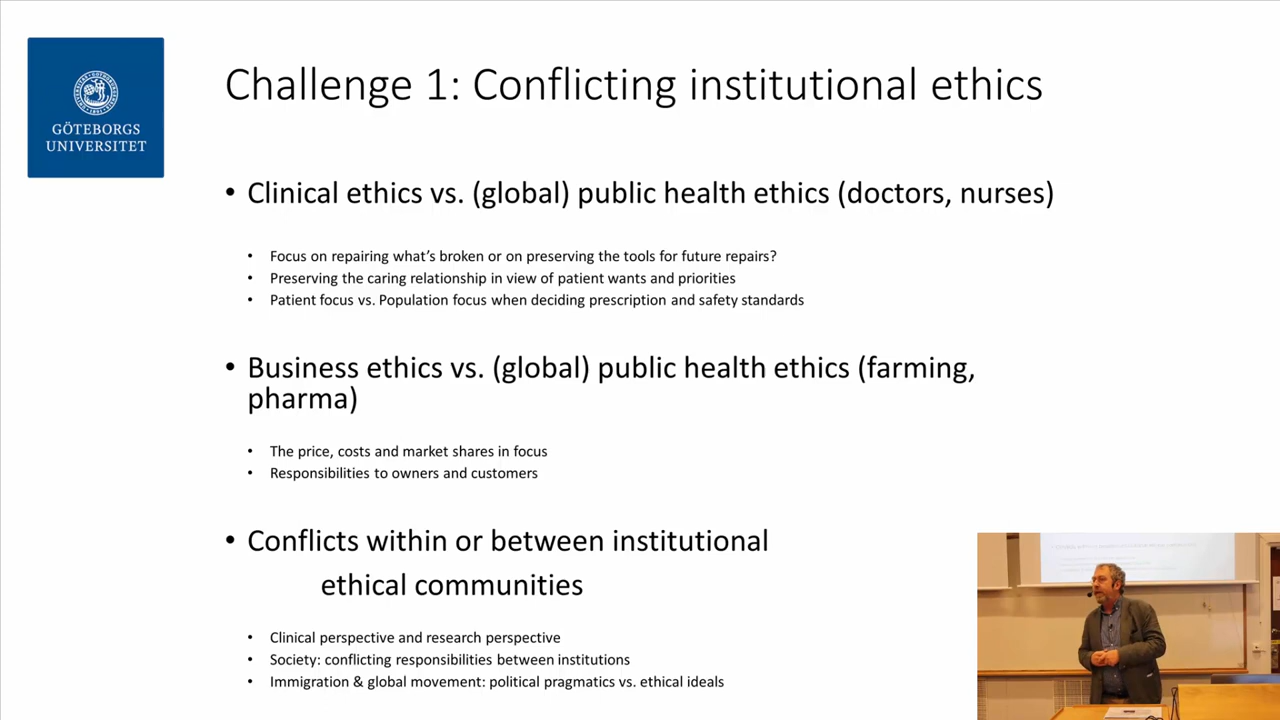 GÖTEBORGS
UNIVERSITET
Challenge 1: Conflicting institutional ethics
• Clinical ethics vs. (global) public health ethics (doctors, nurses)
• Focus on repairing what’s broken or on preserving the tools for future repairs?
• Preserving the caring relationship in view of patient wants and priorities
• Patient focus vs. Population focus when deciding prescription and safety standards
• Business ethics vs. (global) public health ethics (farming,
pharma)
• The price, costs and market shares in focus
• Responsibilities to owners and customers
• Conflicts within or between institutional
ethical communities
• Clinical perspective and research perspective
• Society: conflicting responsibilities between institutions
• Immigration & global movement: political pragmatics vs. ethical ideals